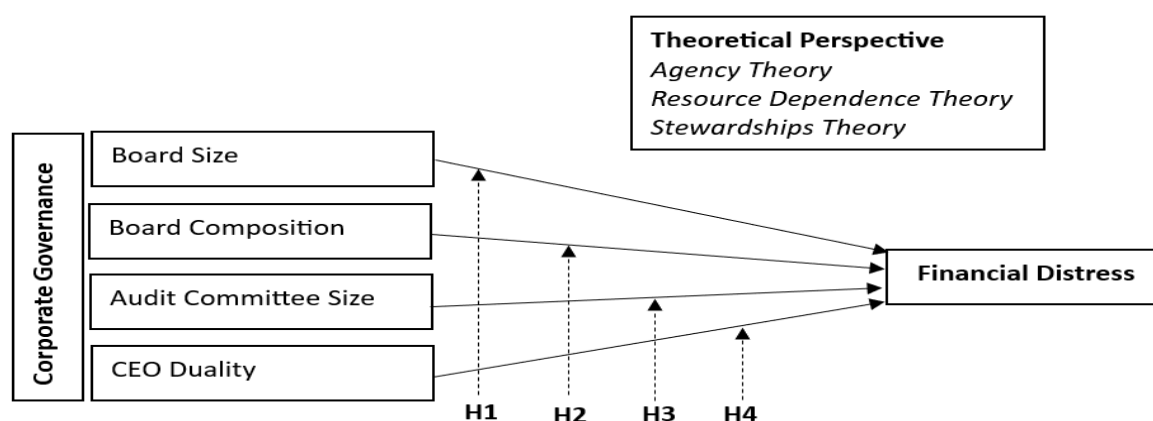 Theoretical Perspective
Agency Theory
Resource Dependence Theory
Stewardships Theory
Corporate Governance
Board Size
Board Composition
Audit Committee Size
CEO Duality
Financial Distress
H1
H2
H3
H4